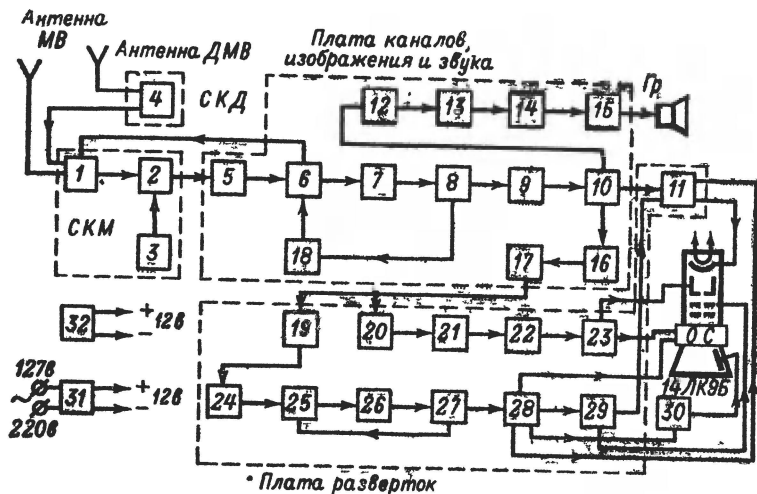 Антенна
МВ
Антенна ДМВ
Плата каналов,
изображения и звука
4
СКД
Гр
12
13
14
15
1
2
5
6
7
8
9
10
11
СКМ
3
18
17
16
32
+
12в
-
19
20
21
22
23
ОС
14ЛК9Б
127в
220в
31
+
12в
-
24
25
26
27
28
29
30
Плата разверток